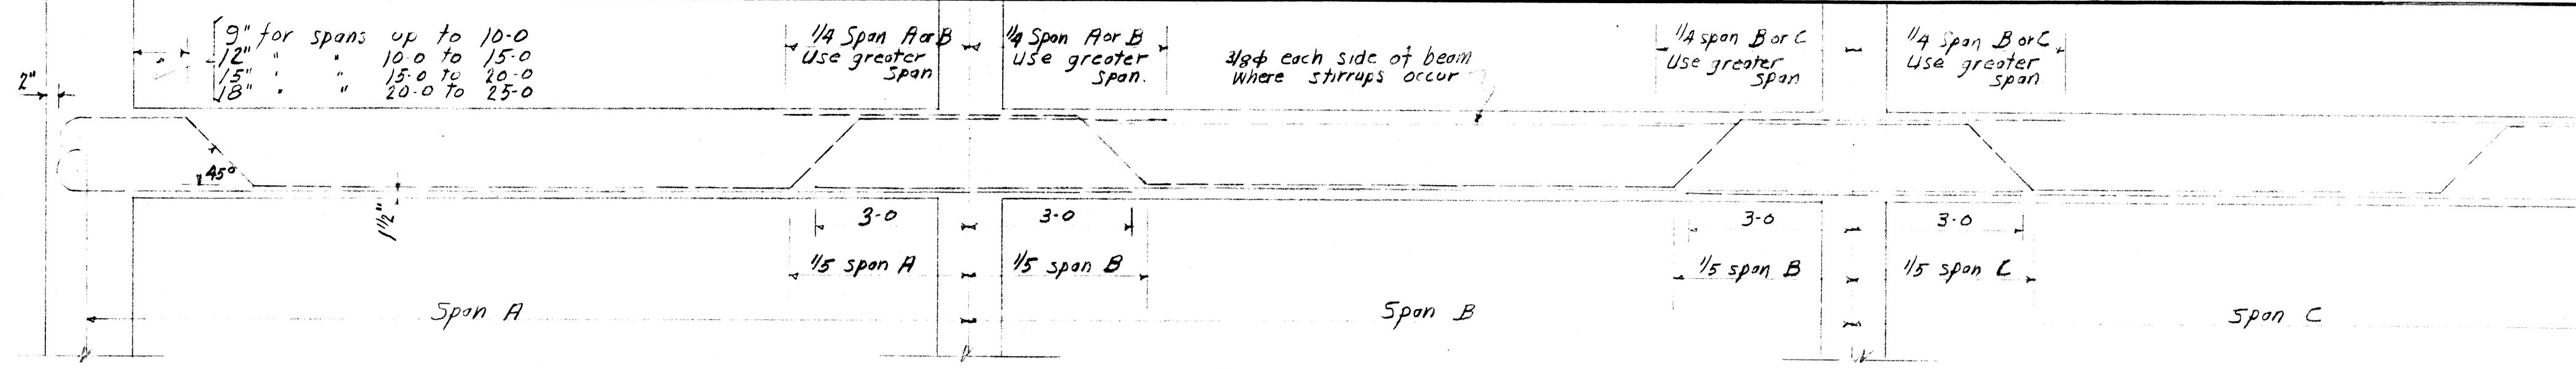 9" for spans up to 10-0
12" " " 10-0 to 15-0
15" " " 15-0 to 20-0
18" " " 20-0 to 25-0
2"
1/4 Span A or B
Use greater
Span
1/4 Span A or B
Use greater
Span.
3/8φ each side of beam
Where stirrups occur
1/4 span B or C
Use greater
span
1/4 Span B or C
Use greater
span
45°
1 1/2"
3-0
3-0
3-0
3-0
1/5 span A
1/5 span B
1/5 span B
1/5 span C
Span A
Span B
Span C